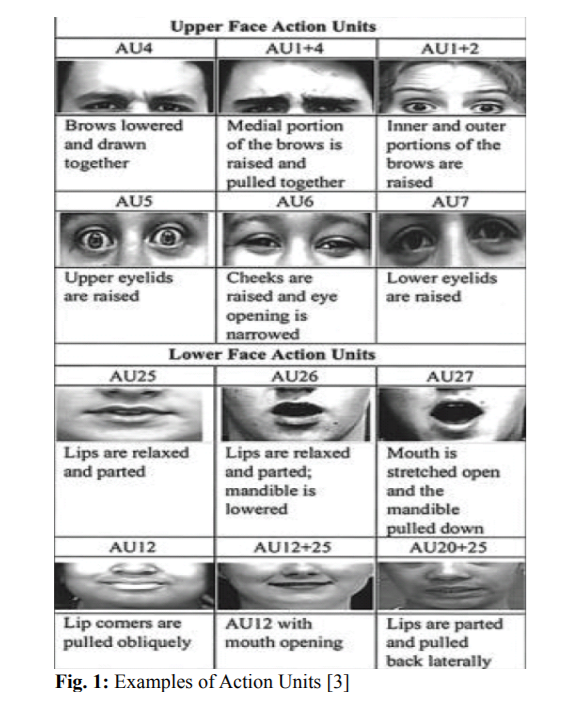 Upper Face Action Units
AU4 AU1+4 AU1+2
Brows lowered
and drawn
together
Medial portion
of the brows is
raised and
pulled together
Inner and outer
portions of the
brows are
raised
AU5 AU6 AU7
Upper eyelids
are raised
Cheeks are
raised and eye
opening is
narrowed
Lower eyelids
are raised
Lower Face Action Units
AU25 AU26 AU27
Lips are relaxed
and parted
Lips are relaxed
and parted;
mandible is
lowered
Mouth is
stretched open
and the
mandible
pulled down
AU12 AU12+25 AU20+25
Lip corners are
pulled obliquely
AU12 with
mouth opening
Lips are parted
and pulled
back laterally
Fig. 1: Examples of Action Units [3]